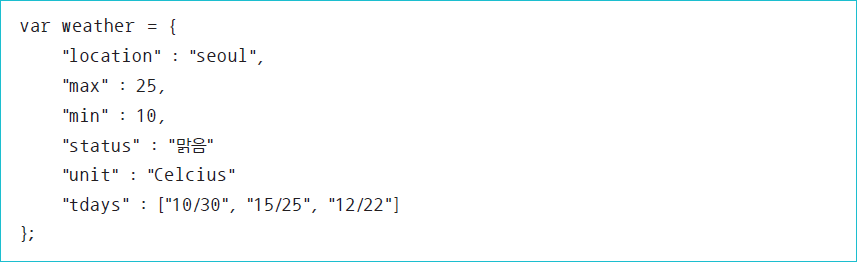 var weather = {
"location" : "seoul",
"max" : 25,
"min" : 10,
"status" : "맑음"
"unit" : "Celcius"
"tdays" : ["10/30", "15/25", "12/22"]
};